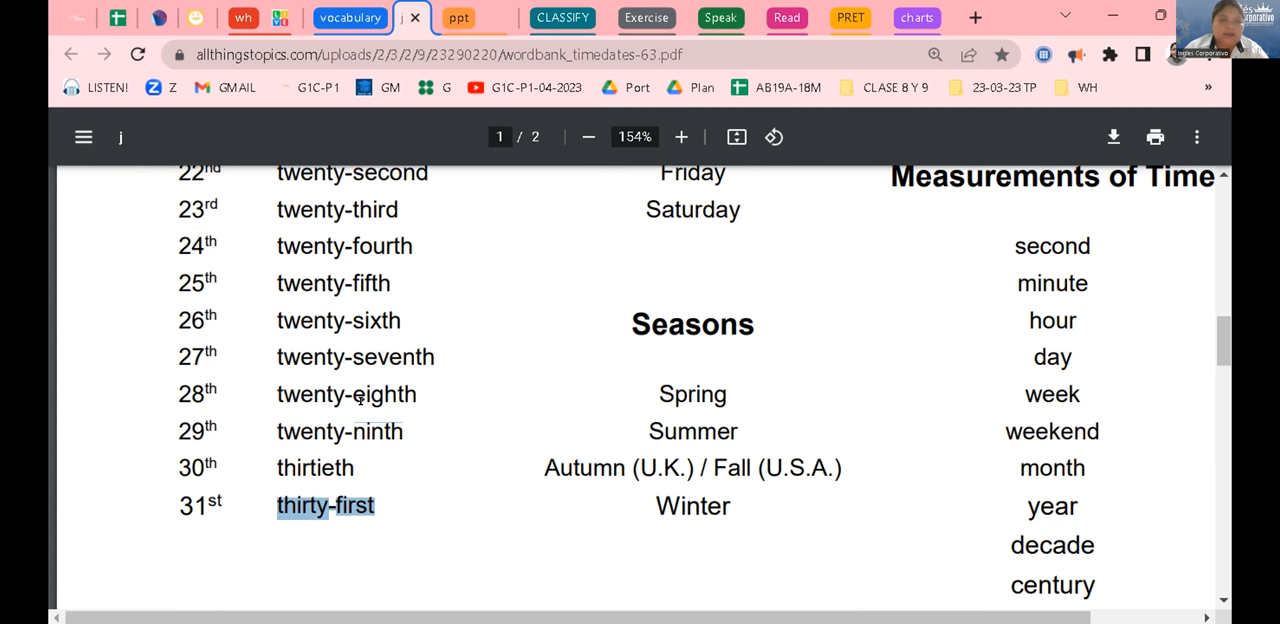 wh vocabulary j ppt CLASSIFY Exercise Speak Read PRET charts
allthingstopics.com/uploads/2/3/2/9/23290220/wordbank_timedates-63.pdf
Ingles Corporativo
LISTEN! Z GMAIL G1C-P1 GM G G1C-P1-04-2023 Port Plan AB19A-18M CLASE 8 Y 9 23-03-23 TP WH »
j 1 / 2 154%
22nd twenty-second Friday Measurements of Time
23rd twenty-third Saturday
24th twenty-fourth second
25th twenty-fifth minute
26th twenty-sixth Seasons hour
27th twenty-seventh day
28th twenty-eighth Spring week
29th twenty-ninth Summer weekend
30th thirtieth Autumn (U.K.) / Fall (U.S.A.) month
31st thirty-first Winter year
decade
century